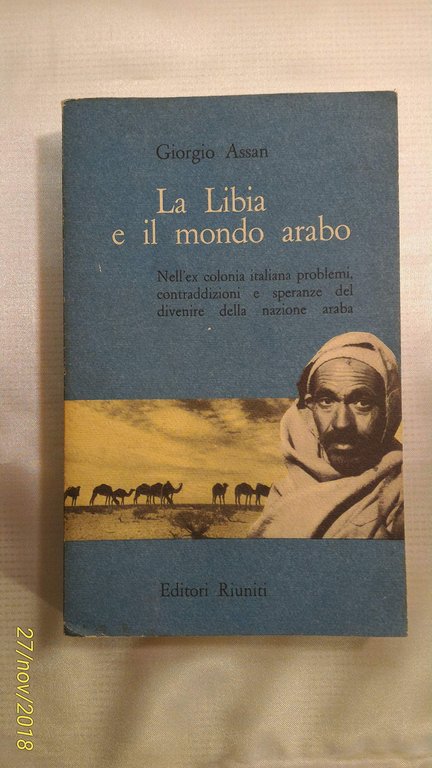 Giorgio Assan
La Libia
e il mondo arabo
Nell'ex colonia italiana problemi,
contraddizioni e speranze del
divenire della nazione araba
Editori Riuniti
27/nov/2018